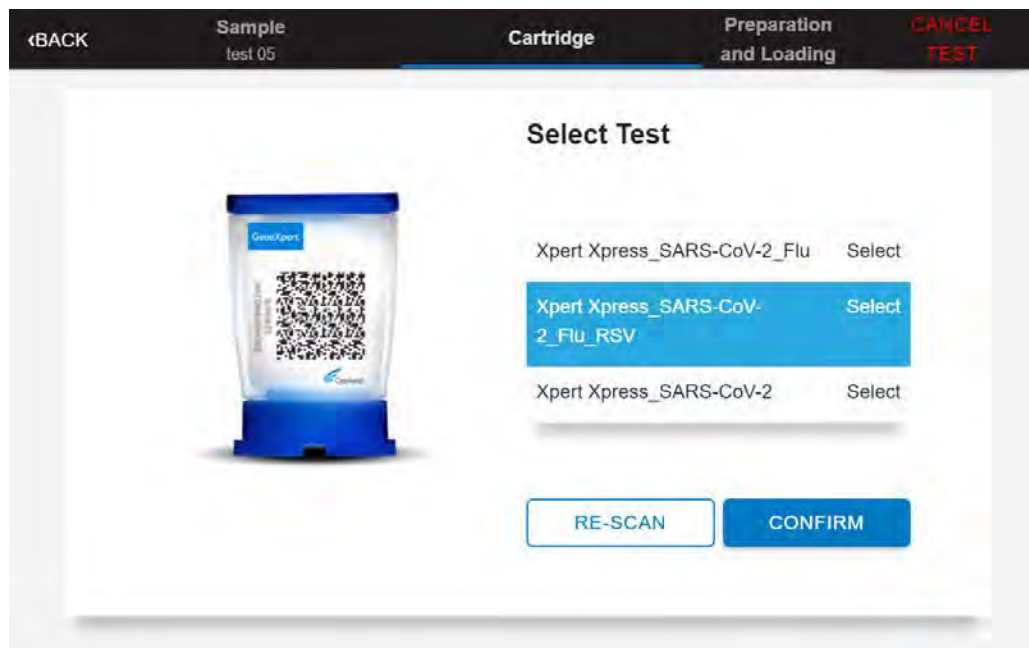 ‹BACK
Sample
test 05
Cartridge
Preparation
and Loading
CANCEL
TEST
Select Test
GeneXpert
Xpert Xpress_SARS-CoV-2_Flu Select
Xpert Xpress_SARS-CoV- Select
2_Flu_RSV
Xpert Xpress_SARS-CoV-2 Select
RE-SCAN
CONFIRM